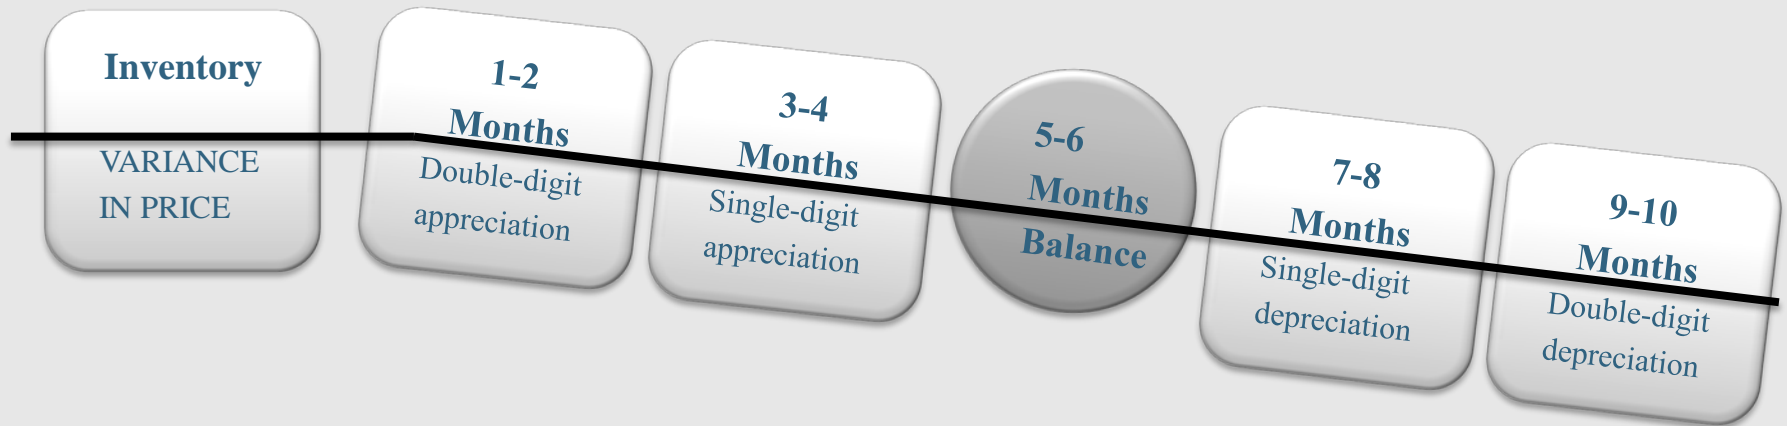 Inventory
VARIANCE
IN PRICE
1-2
Months
Double-digit
appreciation
3-4
Months
Single-digit
appreciation
5-6
Months
Balance
7-8
Months
Single-digit
depreciation
9-10
Months
Double-digit
depreciation